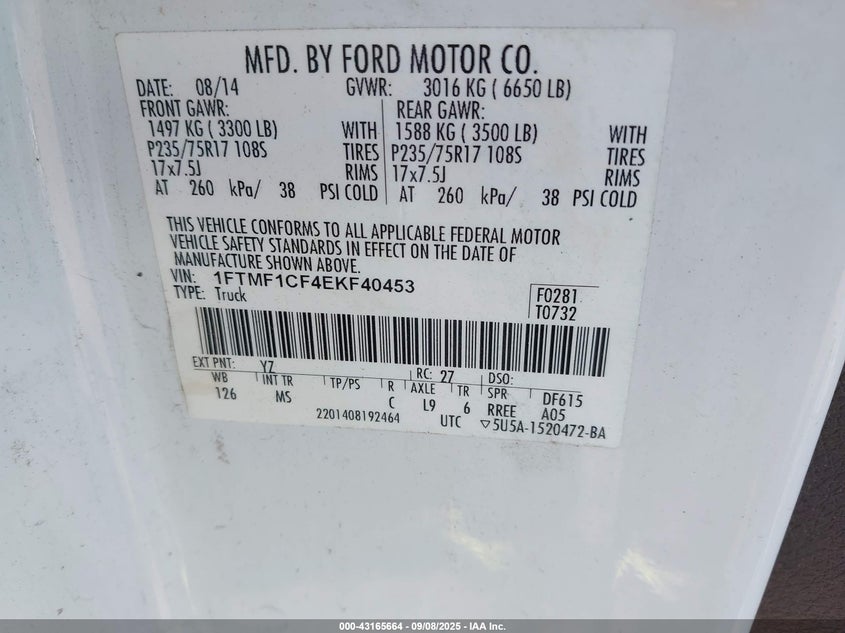 MFD. BY FORD MOTOR CO.
DATE: 08/14 GVWR: 3016 KG ( 6650 LB)
FRONT GAWR: REAR GAWR:
1497 KG ( 3300 LB) WITH 1588 KG ( 3500 LB) WITH
P235/75R17 108S TIRES P235/75R17 108S TIRES
17x7.5J RIMS 17x7.5J RIMS
AT 260 kPa/ 38 PSI COLD AT 260 kPa/ 38 PSI COLD
THIS VEHICLE CONFORMS TO ALL APPLICABLE FEDERAL MOTOR
VEHICLE SAFETY STANDARDS IN EFFECT ON THE DATE OF
MANUFACTURE SHOWN ABOVE.
VIN: 1FTMF1CF4EKF40453
TYPE: Truck
F0281
T0732
EXT PNT: YZ RC: 27 DSO:
WB INT TR TP/PS R AXLE TR SPR DF615
126 MS C L9 6 RREE A05
2201408192464 UTC ▽5U5A-1520472-BA
000-43165664 - 09/08/2025 - IAA Inc.